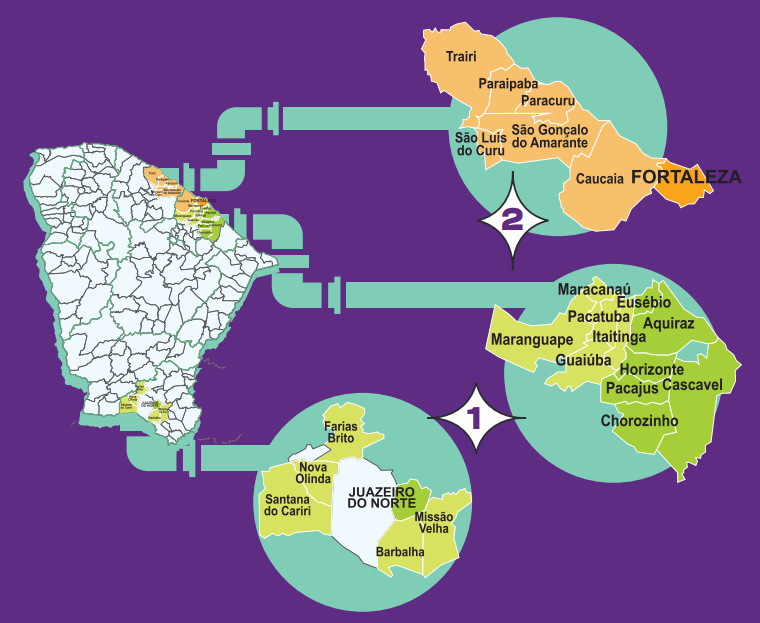 Trairi
Paraipaba
Paracuru
São Luís
do Curu
São Gonçalo
do Amarante
Caucaia
FORTALEZA
2
Maracanaú
Eusébio
Pacatuba
Aquiraz
Maranguape
Itaitinga
Guaiúba
Horizonte
Pacajus
Cascavel
Chorozinho
1
Farias
Brito
Nova
Olinda
JUAZEIRO
DO NORTE
Santana
do Cariri
Missão
Velha
Barbalha